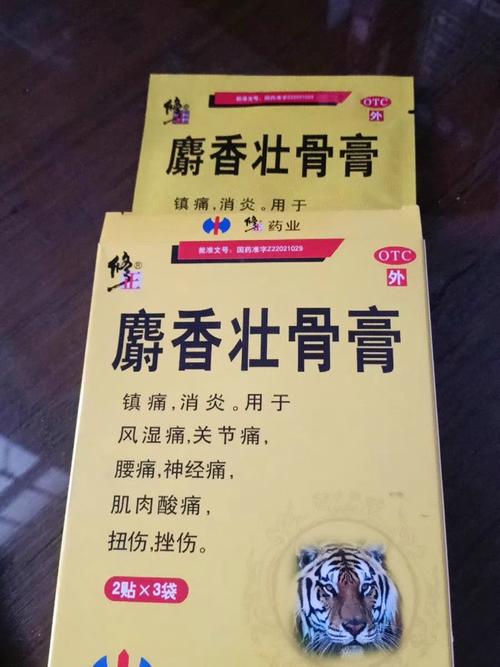 批准文号：国药准字Z22021029
OTC
外
修正®
麝香壮骨膏
镇痛，消炎。用于
修正药业
批准文号：国药准字Z22021029
OTC
外
修正®
麝香壮骨膏
镇痛，消炎。用于
风湿痛，关节痛，
腰痛，神经痛，
肌肉酸痛，
扭伤，挫伤。
2贴×3袋